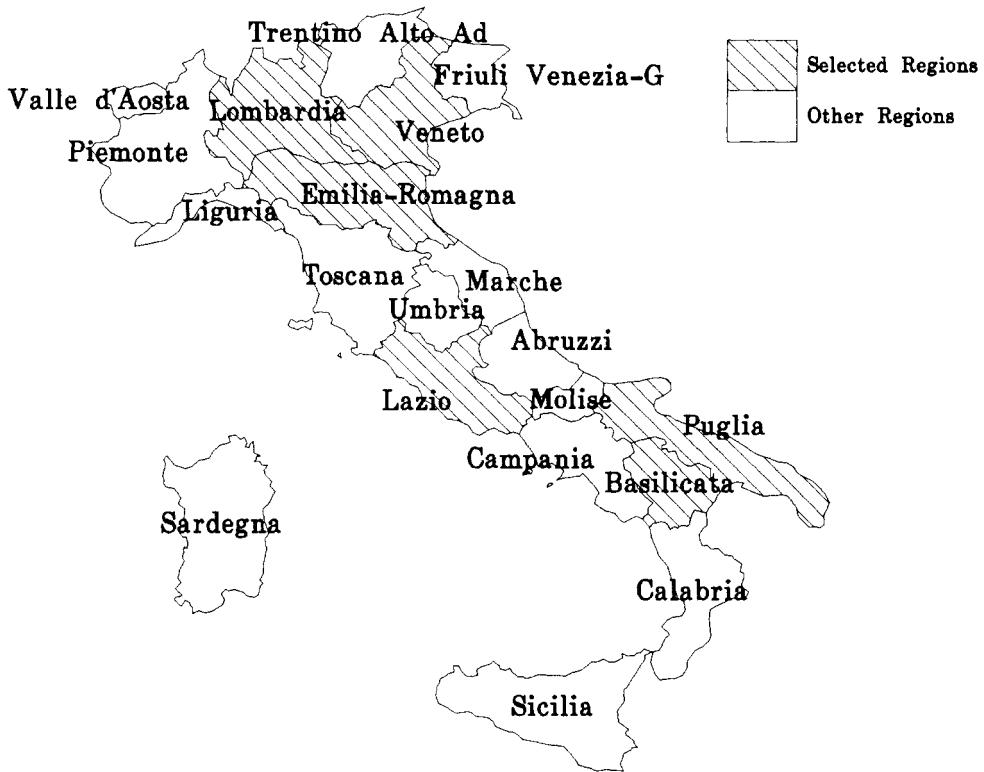 Trentino Alto Ad
Friuli Venezia-G
Valle d'Aosta
Lombardia
Veneto
Piemonte
Emilia-Romagna
Liguria
Toscana
Marche
Umbria
Abruzzi
Lazio
Molise
Puglia
Campania
Basilicata
Sardegna
Calabria
Sicilia
Selected Regions
Other Regions